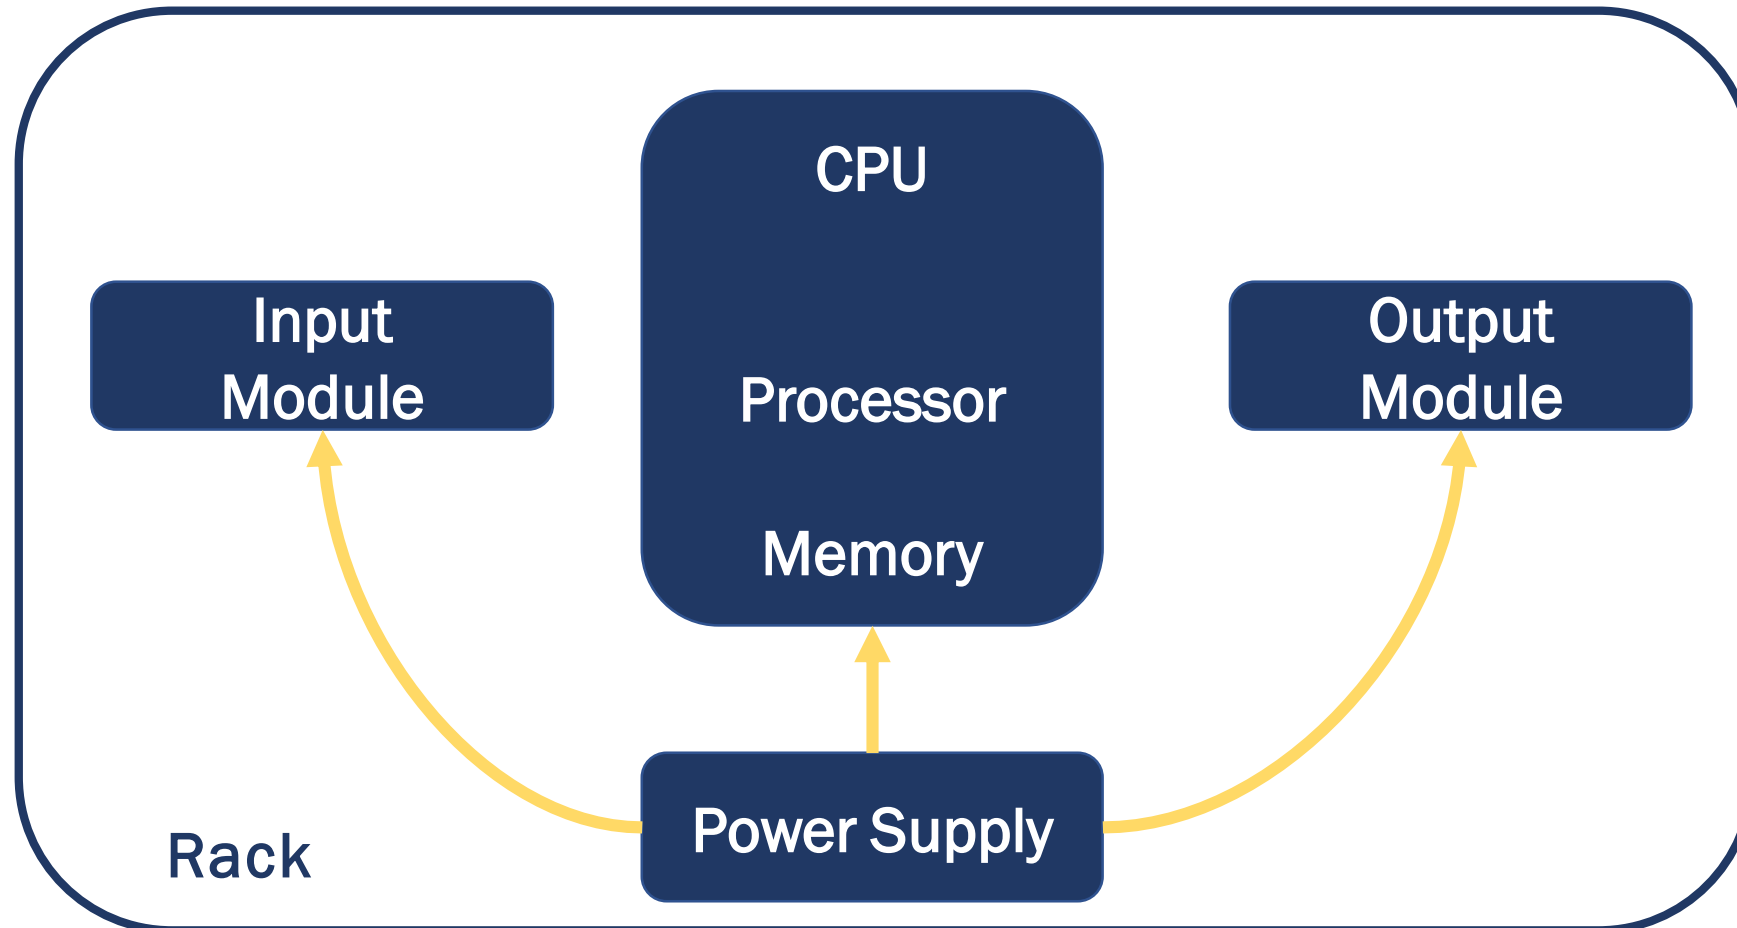 CPU
Input
Module
Processor
Memory
Output
Module
Power Supply
Rack